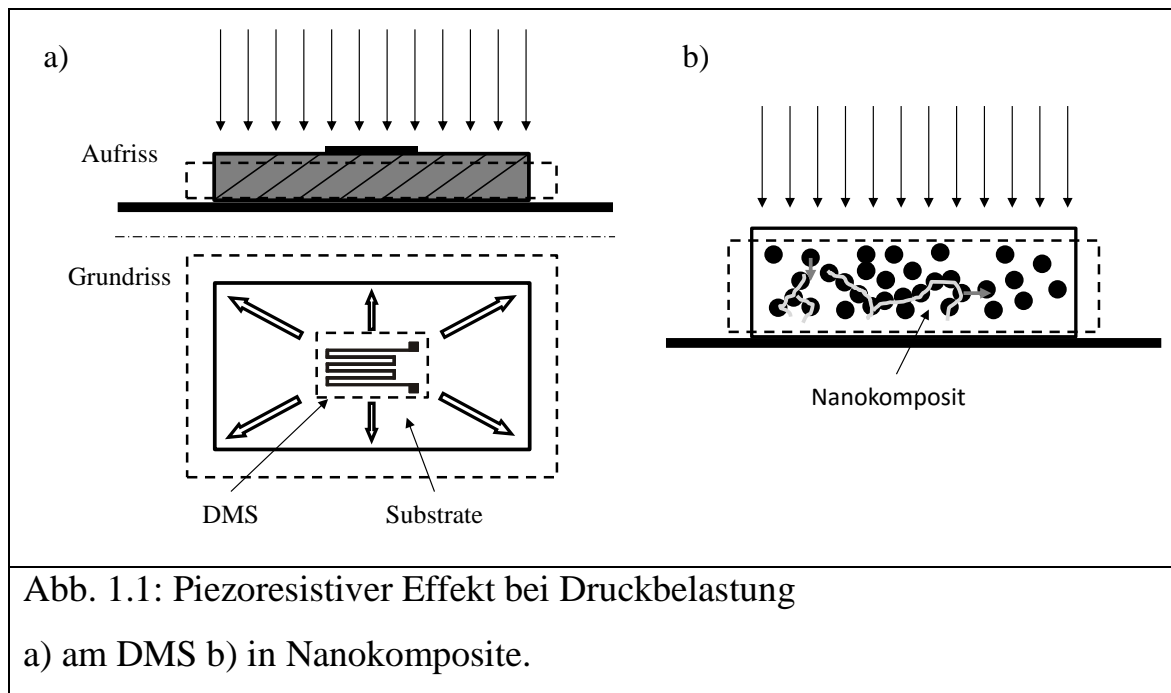 a)
Aufriss
Grundriss
DMS
Substrate
b)
Nanokomposit
Abb. 1.1: Piezoresistiver Effekt bei Druckbelastung
a) am DMS b) in Nanokomposite.